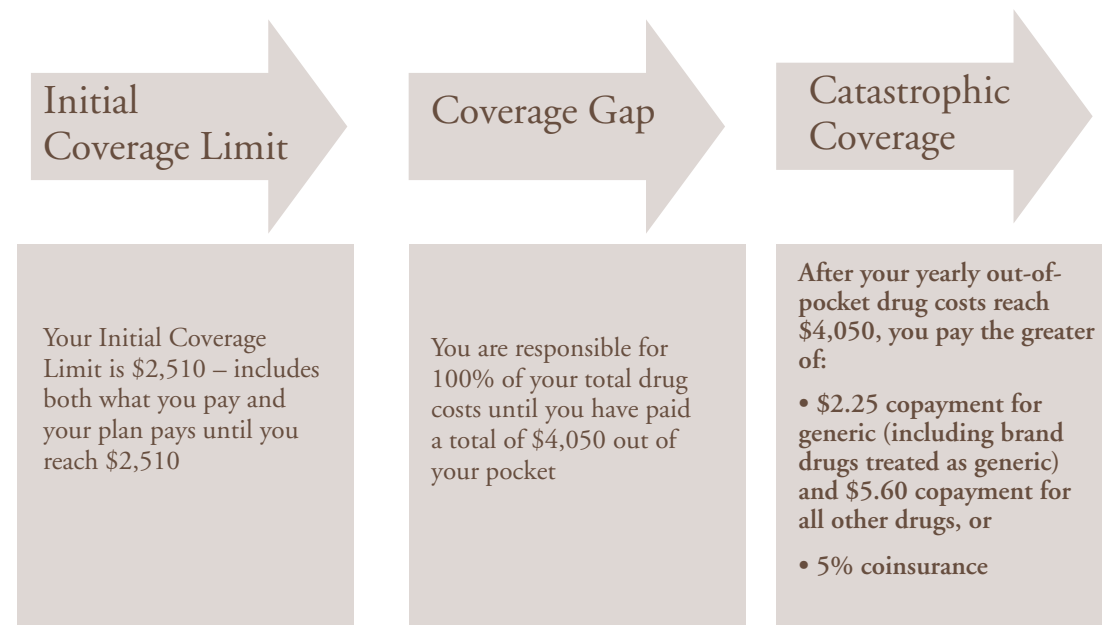 Initial
Coverage Limit
Coverage Gap
Catastrophic
Coverage
Your Initial Coverage
Limit is $2,510 – includes
both what you pay and
your plan pays until you
reach $2,510
You are responsible for
100% of your total drug
costs until you have paid
a total of $4,050 out of
your pocket
After your yearly out-of-
pocket drug costs reach
$4,050, you pay the greater
of:
• $2.25 copayment for
generic (including brand
drugs treated as generic)
and $5.60 copayment for
all other drugs, or
• 5% coinsurance